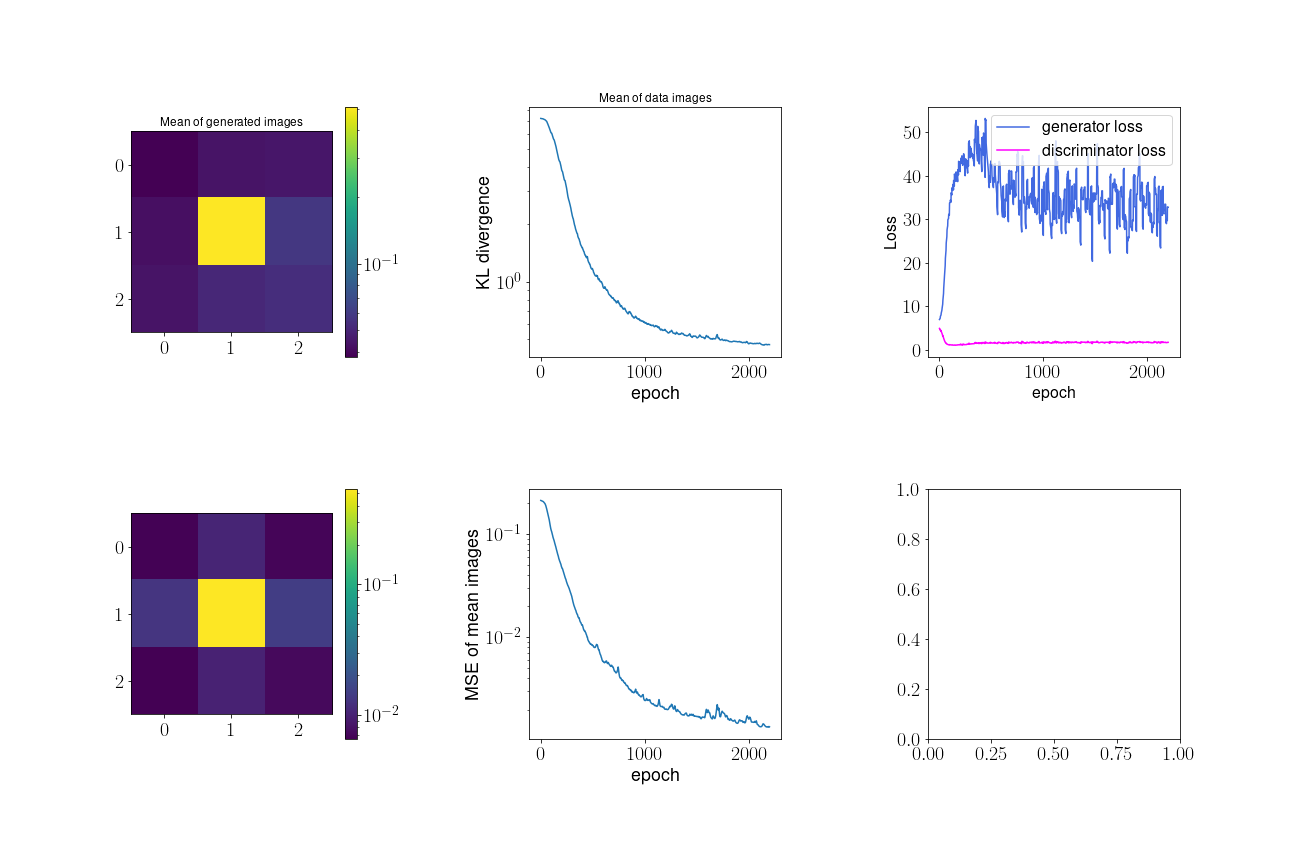 Mean of generated images
0
1
2
0 1 2
10⁻¹
Mean of data images
KL divergence
10⁰
0 1000 2000
epoch
generator loss
discriminator loss
Loss
50
40
30
20
10
0
0 1000 2000
epoch
0
1
2
0 1 2
10⁻¹
10⁻²
MSE of mean images
10⁻¹
10⁻²
0 1000 2000
epoch
1.0
0.8
0.6
0.4
0.2
0.0
0.00 0.25 0.50 0.75 1.00